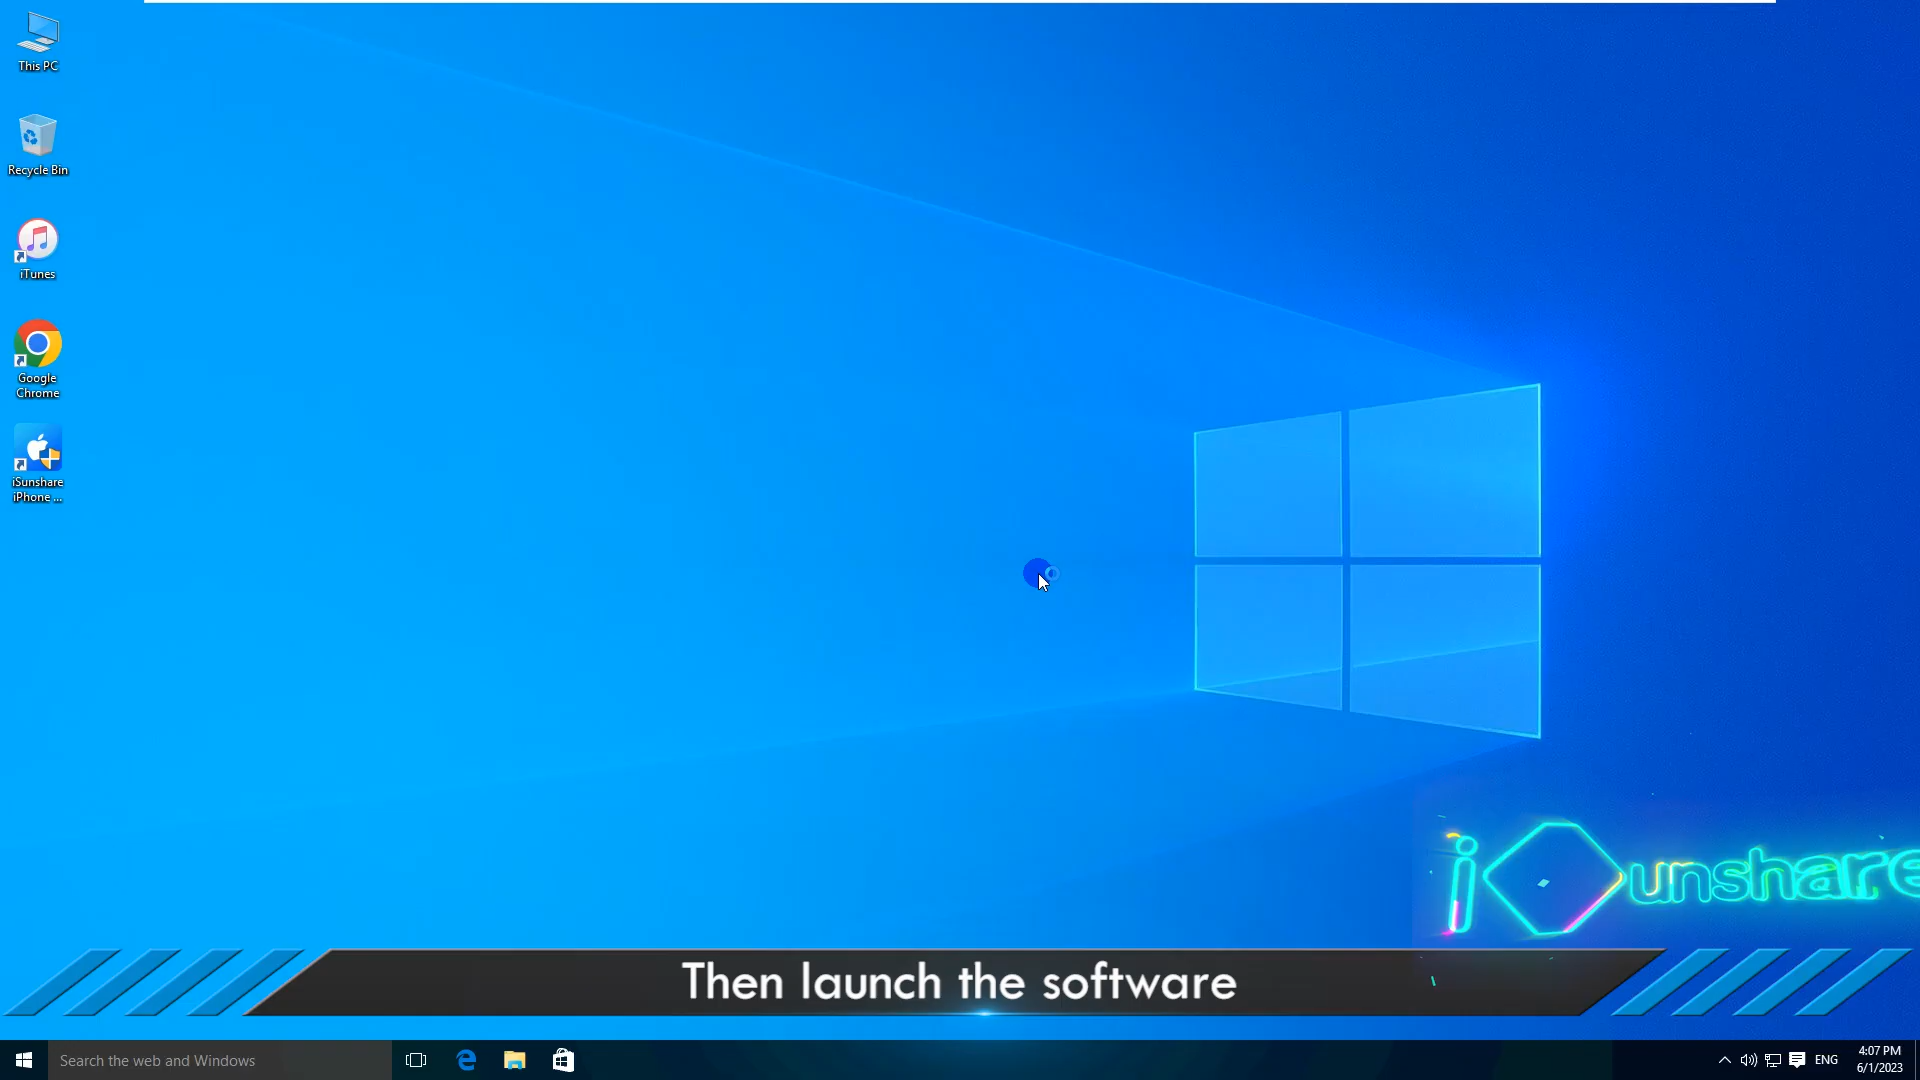 This PC
Recycle Bin
iTunes
Google
Chrome
iSunshare
iPhone ...
iSunshare
Then launch the software
Search the web and Windows
ENG
4:07 PM
6/1/2023